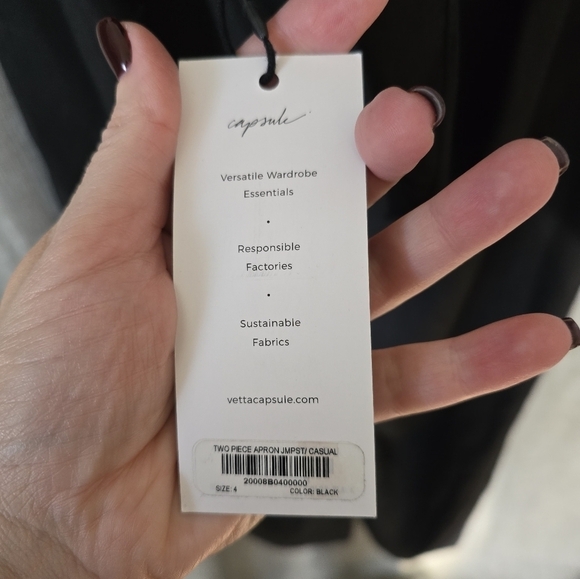 capsule
Versatile Wardrobe
Essentials
•
Responsible
Factories
•
Sustainable
Fabrics
vettacapsule.com
TWO PIECE APRON JMPST/ CASUAL
20008B0400000
SIZE: 4 COLOR: BLACK